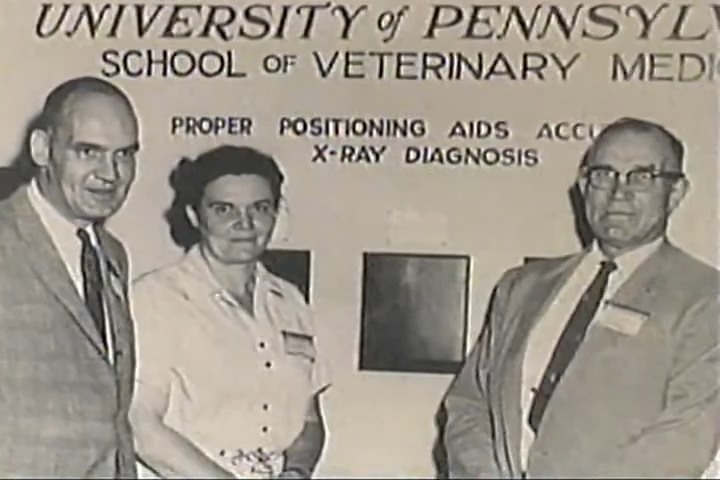 UNIVERSITY of PENNSYLV
SCHOOL OF VETERINARY MEDI
PROPER POSITIONING AIDS ACCU
X-RAY DIAGNOSIS